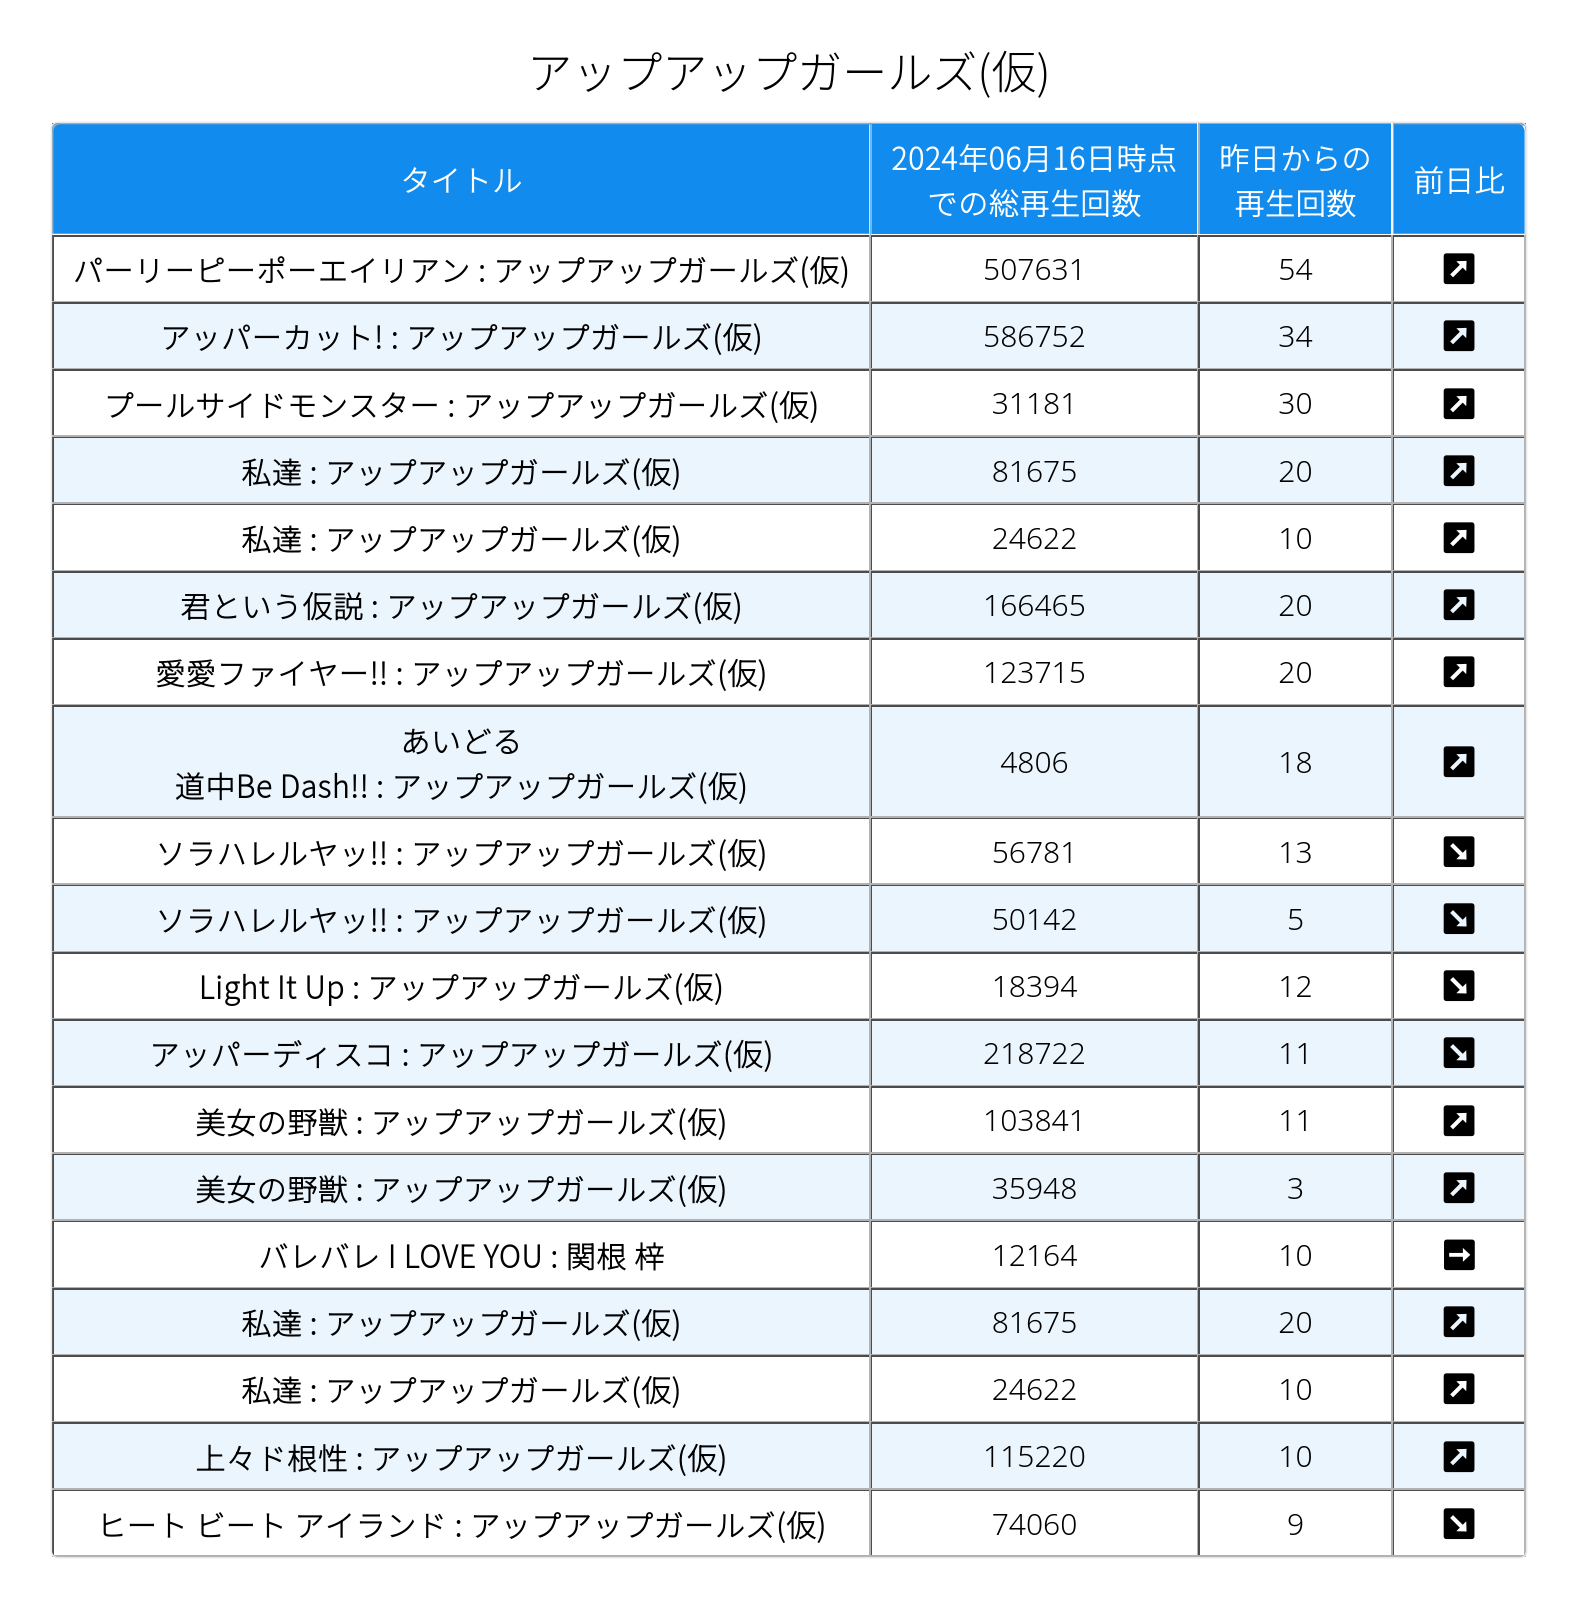 アップアップガールズ(仮)
タイトル
2024年06月16日時点
での総再生回数
昨日からの
再生回数
前日比
パーリーピーポーエイリアン : アップアップガールズ(仮) 507631 54
アッパーカット! : アップアップガールズ(仮) 586752 34
プールサイドモンスター : アップアップガールズ(仮) 31181 30
私達 : アップアップガールズ(仮) 81675 20
私達 : アップアップガールズ(仮) 24622 10
君という仮説 : アップアップガールズ(仮) 166465 20
愛愛ファイヤー!! : アップアップガールズ(仮) 123715 20
あいどる
道中Be Dash!! : アップアップガールズ(仮) 4806 18
ソラハレルヤッ!! : アップアップガールズ(仮) 56781 13
ソラハレルヤッ!! : アップアップガールズ(仮) 50142 5
Light It Up : アップアップガールズ(仮) 18394 12
アッパーディスコ : アップアップガールズ(仮) 218722 11
美女の野獣 : アップアップガールズ(仮) 103841 11
美女の野獣 : アップアップガールズ(仮) 35948 3
バレバレ I LOVE YOU : 関根 梓 12164 10
私達 : アップアップガールズ(仮) 81675 20
私達 : アップアップガールズ(仮) 24622 10
上々ド根性 : アップアップガールズ(仮) 115220 10
ヒート ビート アイランド : アップアップガールズ(仮) 74060 9